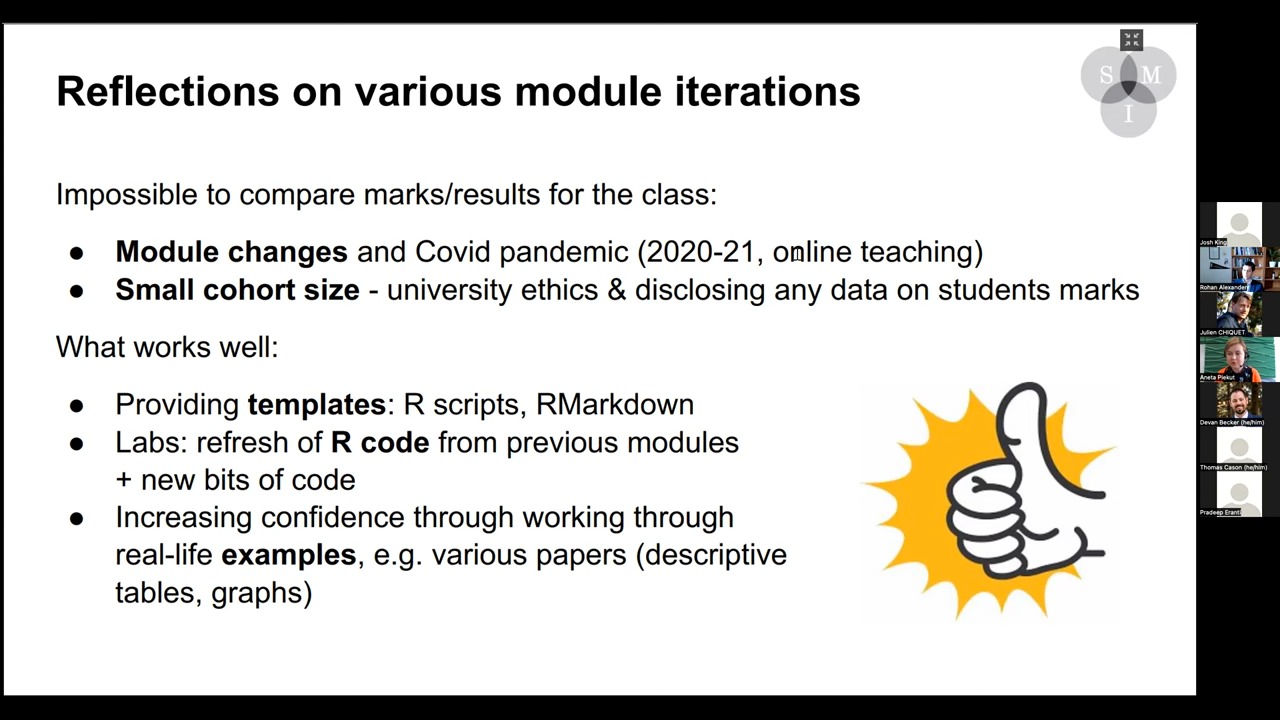 Reflections on various module iterations
S M
I
Impossible to compare marks/results for the class:
● Module changes and Covid pandemic (2020-21, online teaching)
● Small cohort size - university ethics & disclosing any data on students marks
What works well:
● Providing templates: R scripts, RMarkdown
● Labs: refresh of R code from previous modules
+ new bits of code
● Increasing confidence through working through
real-life examples, e.g. various papers (descriptive
tables, graphs)
Josh King
Rohan Alexander
Julien CHIQUET
Aneta Piekut
Devan Becker (he/him)
Thomas Cason (he/him)
Pradeep Eranti